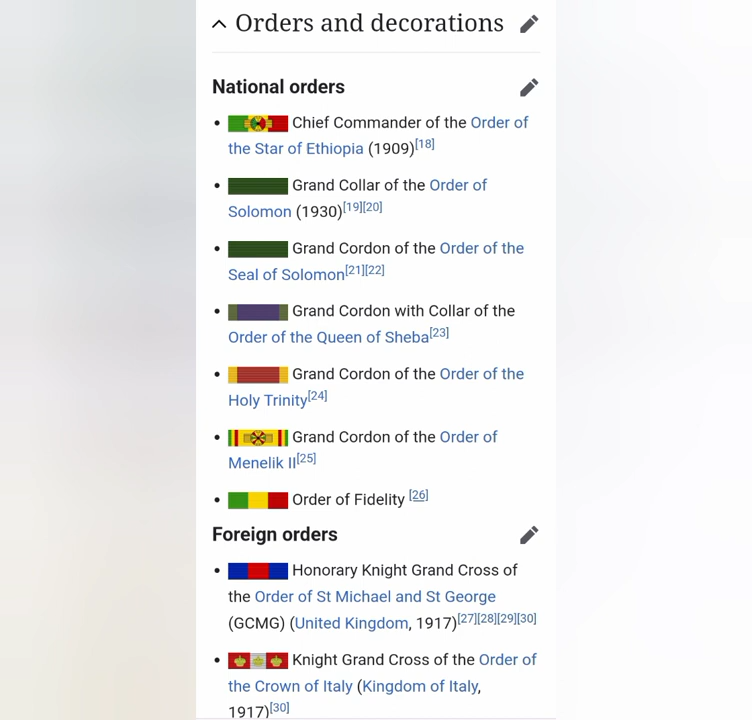 Orders and decorations
National orders
Chief Commander of the Order of
the Star of Ethiopia (1909)[18]
Grand Collar of the Order of
Solomon (1930)[19][20]
Grand Cordon of the Order of the
Seal of Solomon[21][22]
Grand Cordon with Collar of the
Order of the Queen of Sheba[23]
Grand Cordon of the Order of the
Holy Trinity[24]
Grand Cordon of the Order of
Menelik II[25]
Order of Fidelity [26]
Foreign orders
Honorary Knight Grand Cross of
the Order of St Michael and St George
(GCMG) (United Kingdom, 1917)[27][28][29][30]
Knight Grand Cross of the Order of
the Crown of Italy (Kingdom of Italy,
1917)[30]